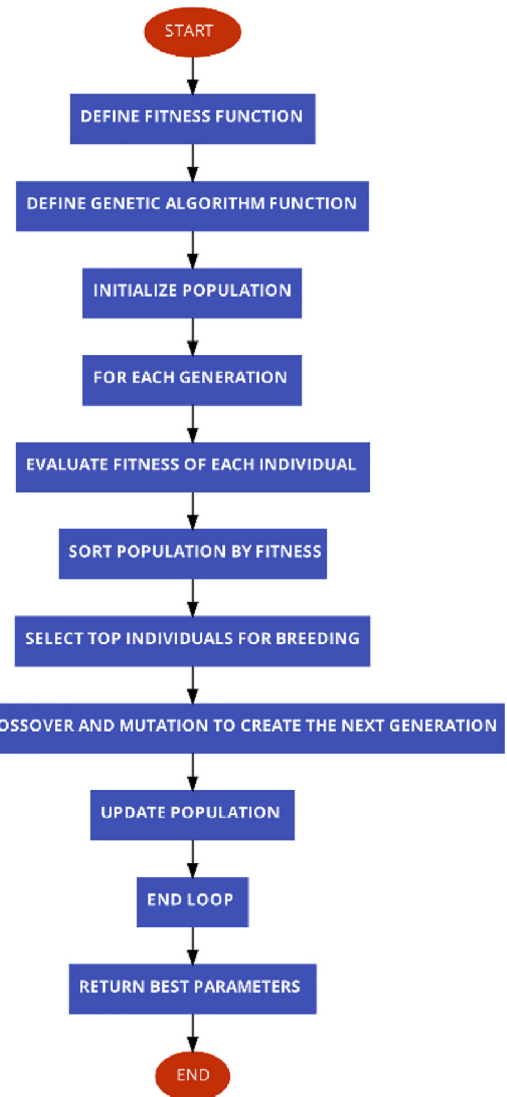 START
DEFINE FITNESS FUNCTION
DEFINE GENETIC ALGORITHM FUNCTION
INITIALIZE POPULATION
FOR EACH GENERATION
EVALUATE FITNESS OF EACH INDIVIDUAL
SORT POPULATION BY FITNESS
SELECT TOP INDIVIDUALS FOR BREEDING
AND MUTATION TO CREATE THE NEXT GENERATION
UPDATE POPULATION
END LOOP
RETURN BEST PARAMETERS
END